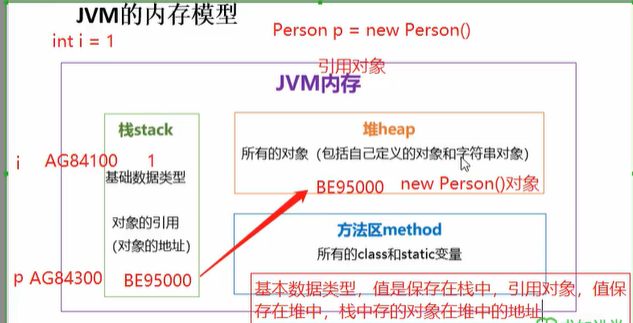 JVM的内存模型
int i = 1
Person p = new Person()
引用对象
JVM内存
栈stack
堆heap
所有的对象（包括自己定义的对象和字符串对象）
i AG84100 1
基础数据类型
BE95000 new Person()对象
对象的引用
(对象的地址)
方法区method
所有的class和static变量
p AG84300 BE95000
基本数据类型，值是保存在栈中，引用对象，值保
存在堆中，栈中存的对象在堆中的地址